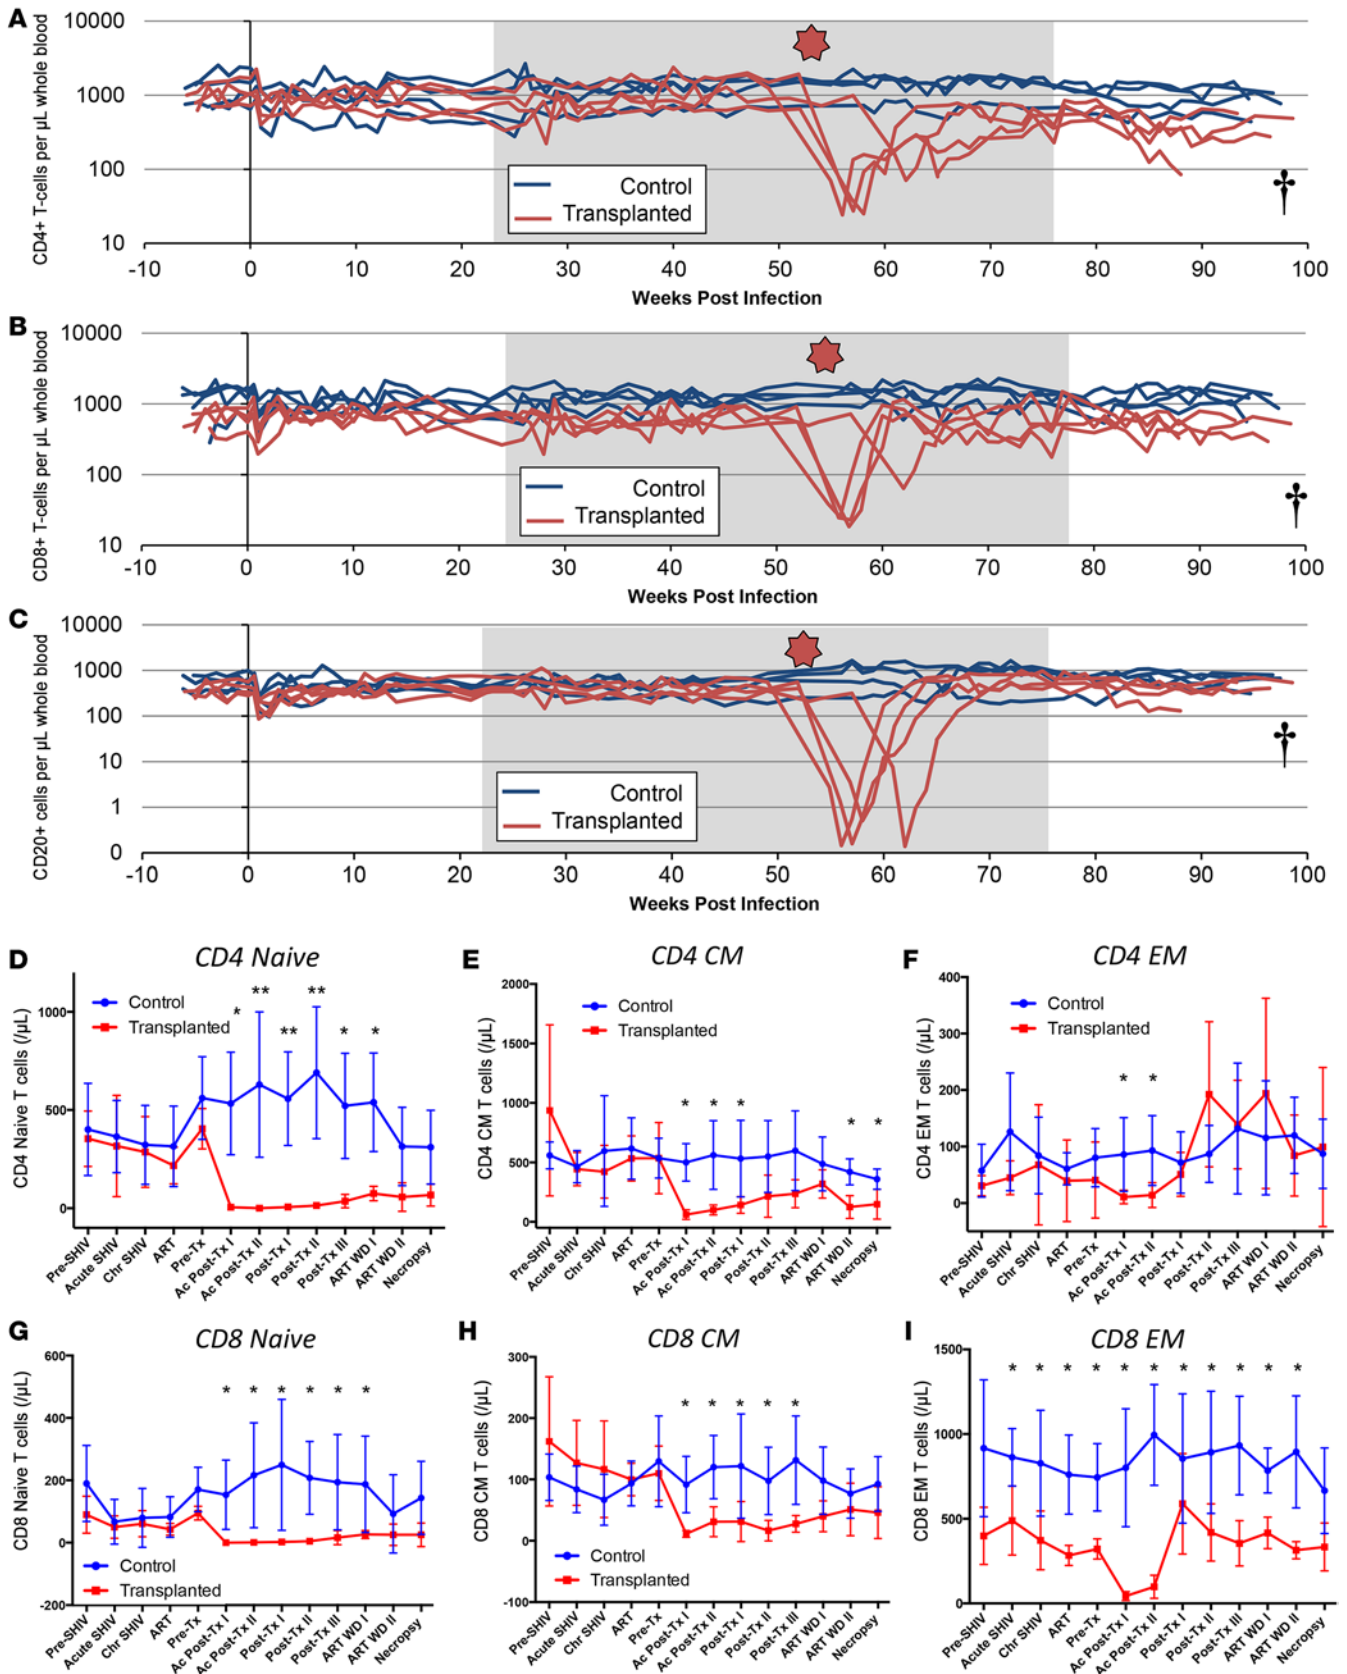 A
CD4+ T-cells per µL whole blood
10000
1000
100
10
Control
Transplanted
†
-10 0 10 20 30 40 50 60 70 80 90 100
Weeks Post Infection
B
CD8+ T-cells per µL whole blood
10000
1000
100
10
Control
Transplanted
†
-10 0 10 20 30 40 50 60 70 80 90 100
Weeks Post Infection
C
CD20+ cells per µL whole blood
10000
1000
100
10
1
0
Control
Transplanted
†
-10 0 10 20 30 40 50 60 70 80 90 100
Weeks Post Infection
D
CD4 Naive
CD4 Naive T cells (/µL)
1000
500
0
Control
Transplanted
* ** ** ** * *
Pre-SHIV
Acute SHIV
Chr SHIV
ART
Pre-Tx
Ac Post-Tx I
Ac Post-Tx II
Post-Tx I
Post-Tx II
Post-Tx III
ART WD I
ART WD II
Necropsy
E
CD4 CM
CD4 CM T cells (/µL)
2000
1500
1000
500
0
Control
Transplanted
* * * * *
Pre-SHIV
Acute SHIV
Chr SHIV
ART
Pre-Tx
Ac Post-Tx I
Ac Post-Tx II
Post-Tx I
Post-Tx II
Post-Tx III
ART WD I
ART WD II
Necropsy
F
CD4 EM
CD4 EM T cells (/µL)
400
300
200
100
0
Control
Transplanted
* *
Pre-SHIV
Acute SHIV
Chr SHIV
ART
Pre-Tx
Ac Post-Tx I
Ac Post-Tx II
Post-Tx I
Post-Tx II
Post-Tx III
ART WD I
ART WD II
Necropsy
G
CD8 Naive
CD8 Naive T cells (/µL)
600
400
200
0
-200
* * * * * *
Control
Transplanted
Pre-SHIV
Acute SHIV
Chr SHIV
ART
Pre-Tx
Ac Post-Tx I
Ac Post-Tx II
Post-Tx I
Post-Tx II
Post-Tx III
ART WD I
ART WD II
Necropsy
H
CD8 CM
CD8 CM T cells (/µL)
300
200
100
0
-100
* * * * *
Control
Transplanted
Pre-SHIV
Acute SHIV
Chr SHIV
ART
Pre-Tx
Ac Post-Tx I
Ac Post-Tx II
Post-Tx I
Post-Tx II
Post-Tx III
ART WD I
ART WD II
Necropsy
I
CD8 EM
CD8 EM T cells (/µL)
1500
1000
500
0
* * * * * * * * * * *
Pre-SHIV
Acute SHIV
Chr SHIV
ART
Pre-Tx
Ac Post-Tx I
Ac Post-Tx II
Post-Tx I
Post-Tx II
Post-Tx III
ART WD I
ART WD II
Necropsy